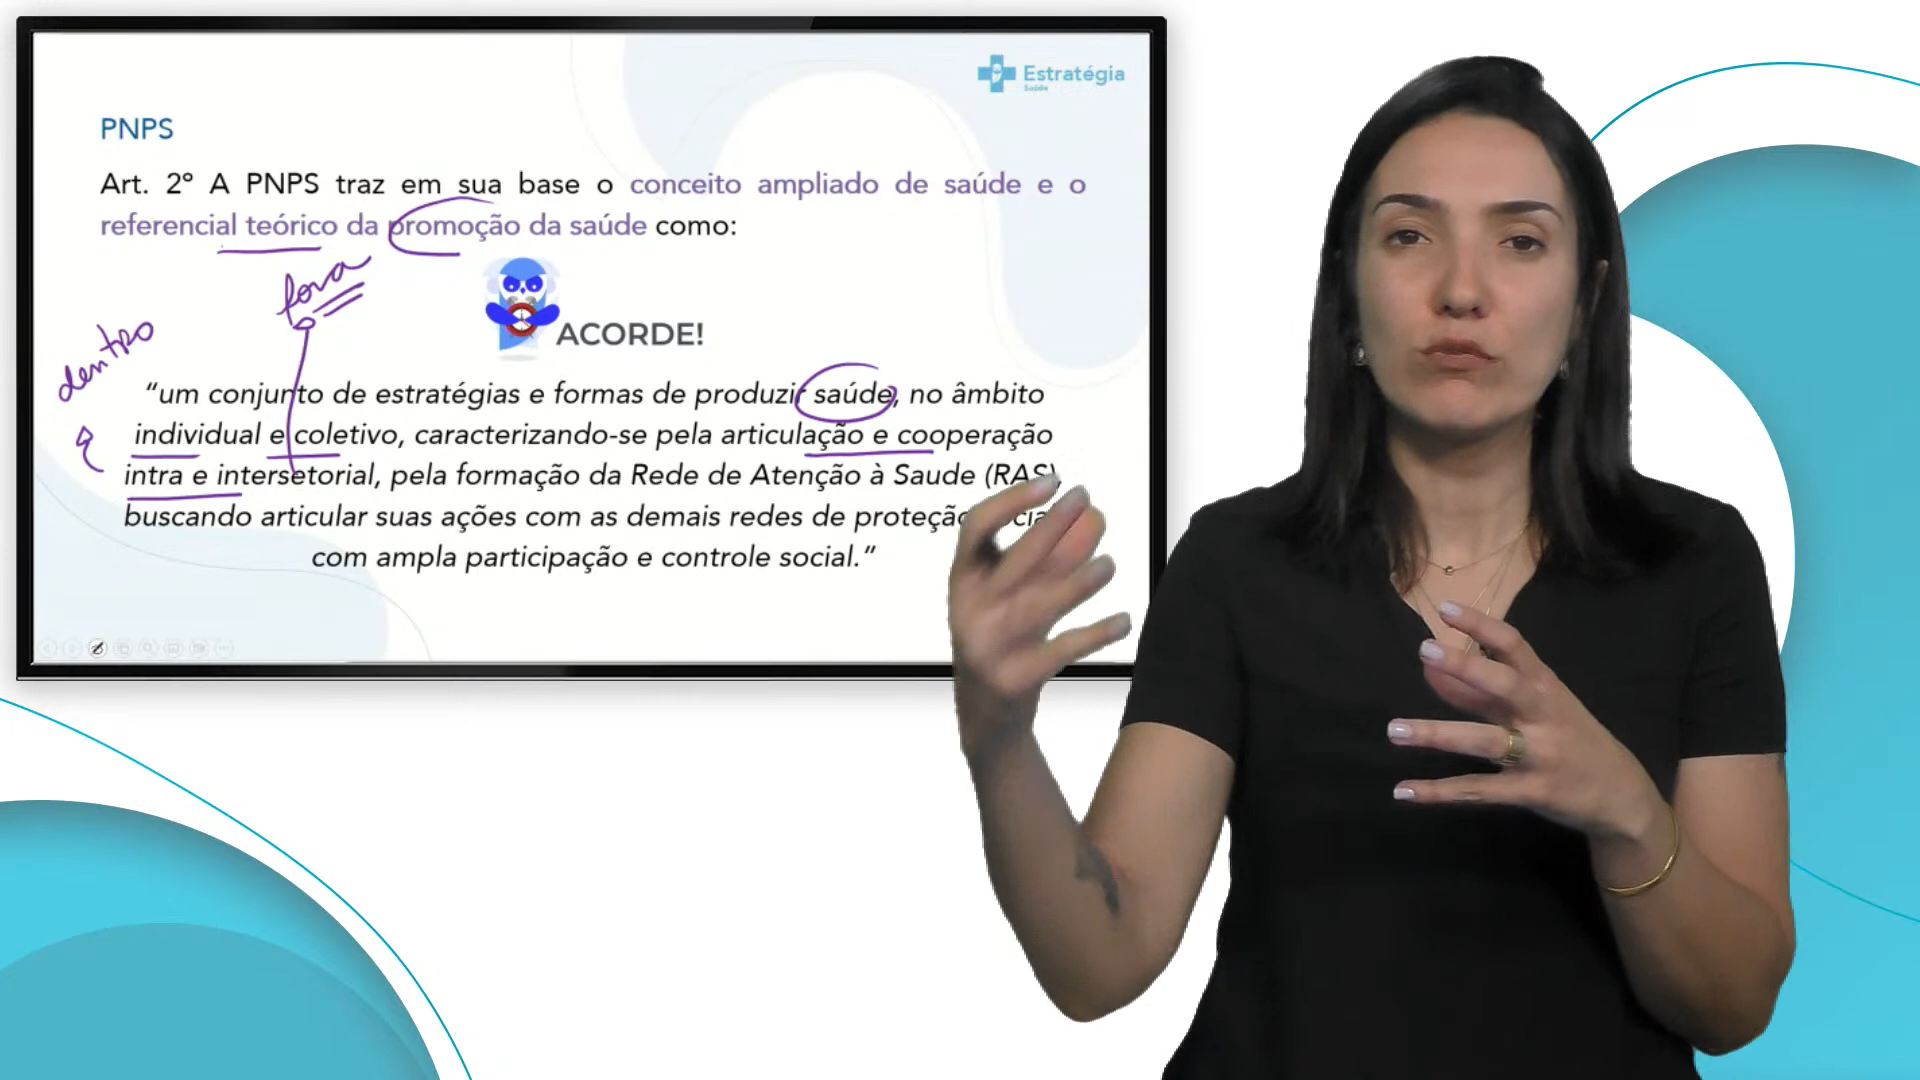 Estratégia
Saúde
PNPS
Art. 2º A PNPS traz em sua base o conceito ampliado de saúde e o
referencial teórico da promoção da saúde como:
fora
dentro
ACORDE!
“um conjunto de estratégias e formas de produzir saúde, no âmbito
individual e coletivo, caracterizando-se pela articulação e cooperação
intra e intersetorial, pela formação da Rede de Atenção à Saude (RAS),
buscando articular suas ações com as demais redes de proteção
com ampla participação e controle social.”